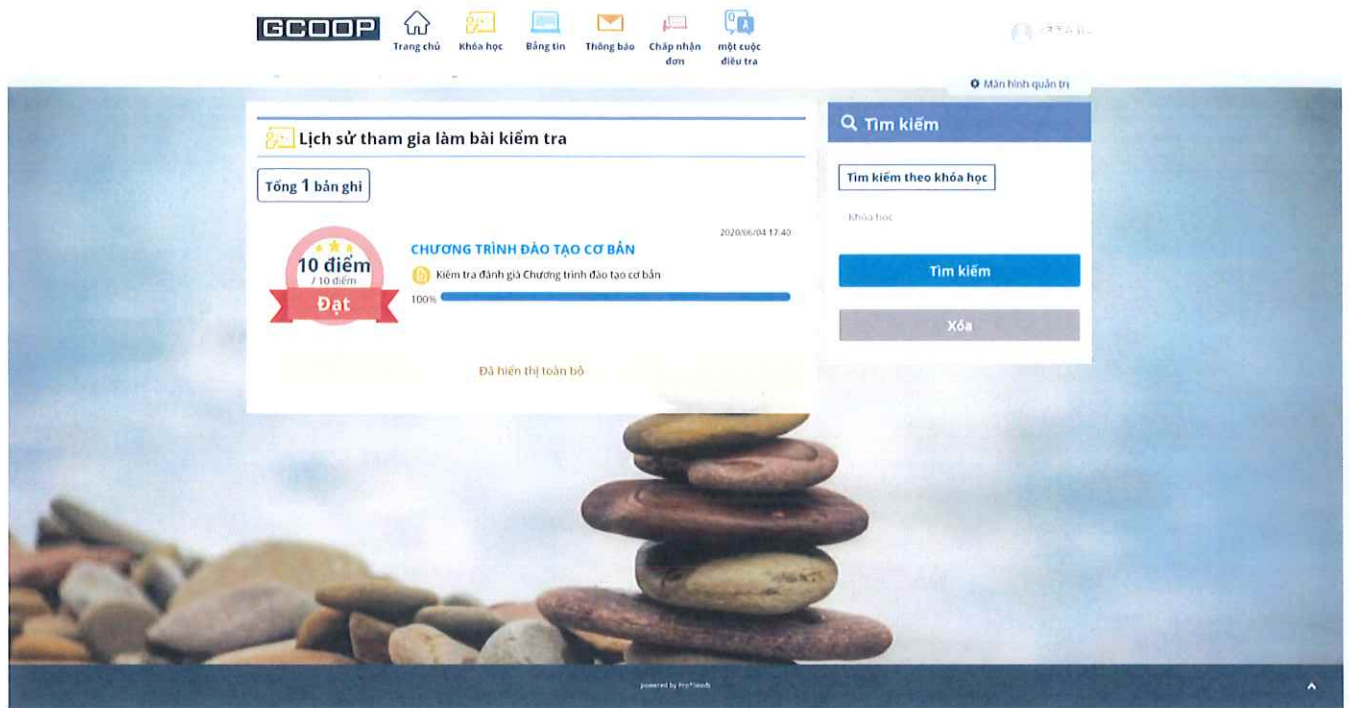 GCOOP
Trang chủ
Khóa học
Bảng tin
Thông báo
Chấp nhận đơn
một cuộc điều tra
Màn hình quản trị
Lịch sử tham gia làm bài kiểm tra
Tổng 1 bản ghi
2020/06/04 17:40
10 điểm
/ 10 điểm
Đạt
CHƯƠNG TRÌNH ĐÀO TẠO CƠ BẢN
Kiểm tra đánh giá Chương trình đào tạo cơ bản
100%
Đã hiển thị toàn bộ
Tìm kiếm
Tìm kiếm theo khóa học
Khóa học
Tìm kiếm
Xóa
powered by